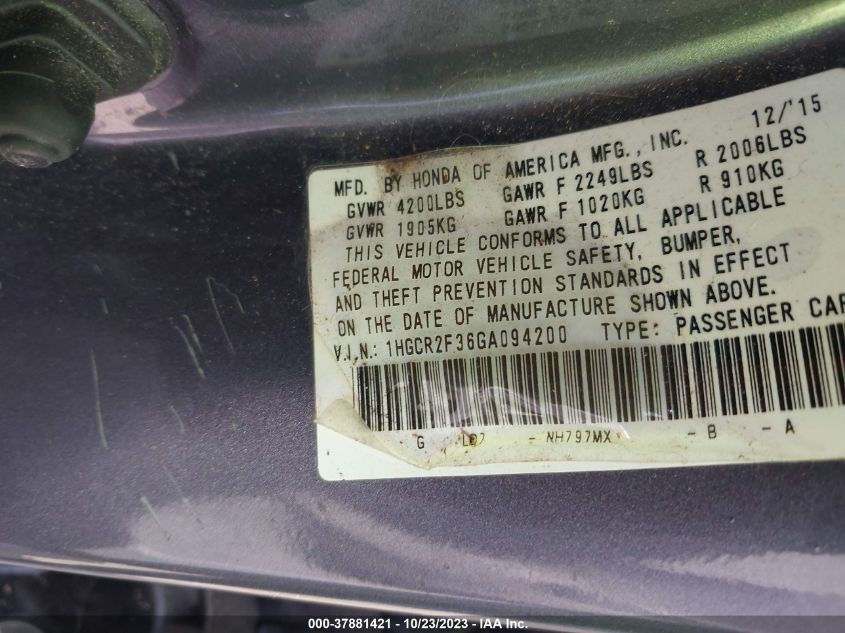 12/'15
MFD. BY HONDA OF AMERICA MFG., INC.
GVWR 4200LBS GAWR F 2249LBS R 2006LBS
GVWR 1905KG GAWR F 1020KG R 910KG
THIS VEHICLE CONFORMS TO ALL APPLICABLE
FEDERAL MOTOR VEHICLE SAFETY, BUMPER,
AND THEFT PREVENTION STANDARDS IN EFFECT
ON THE DATE OF MANUFACTURE SHOWN ABOVE.
V.I.N.: 1HGCR2F36GA094200 TYPE: PASSENGER CAR
G - NH797MX - B - A
000-37881421 - 10/23/2023 - IAA Inc.